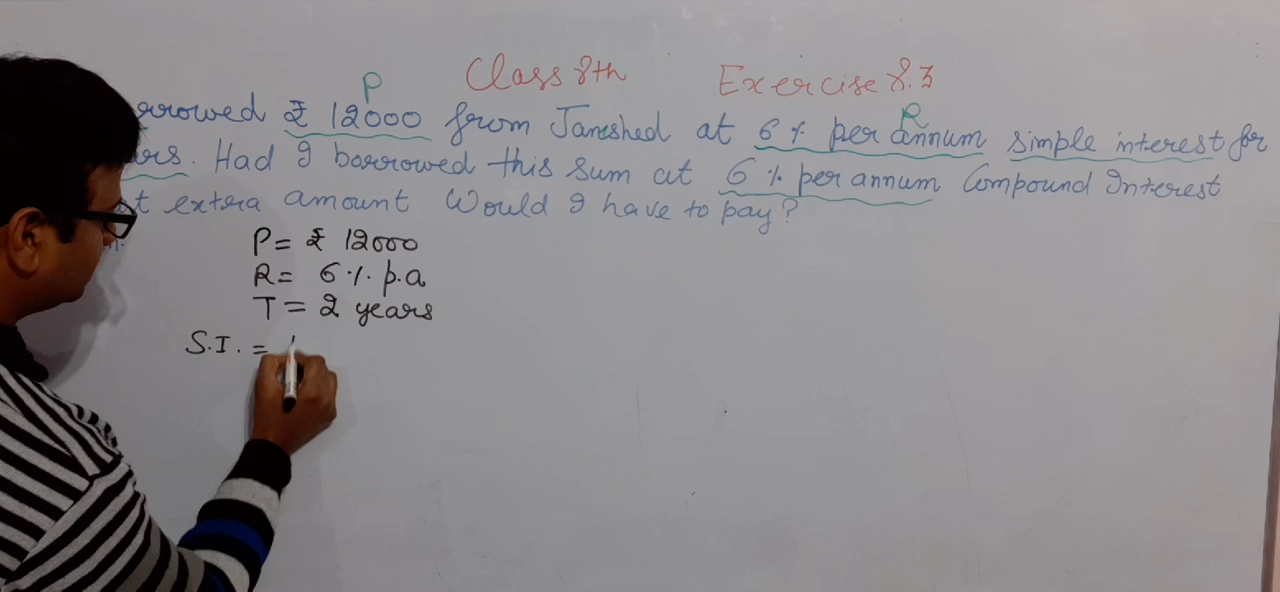 Class 8th Exercise 8.3
P R
rrowed ₹ 12000 from Jamshed at 6 % per annum simple interest for
ars. Had I borrowed this sum at 6 % per annum Compound Interest
t extra amount Would I have to pay?
P = ₹ 12000
R = 6 % p.a
T = 2 years
S.I. =